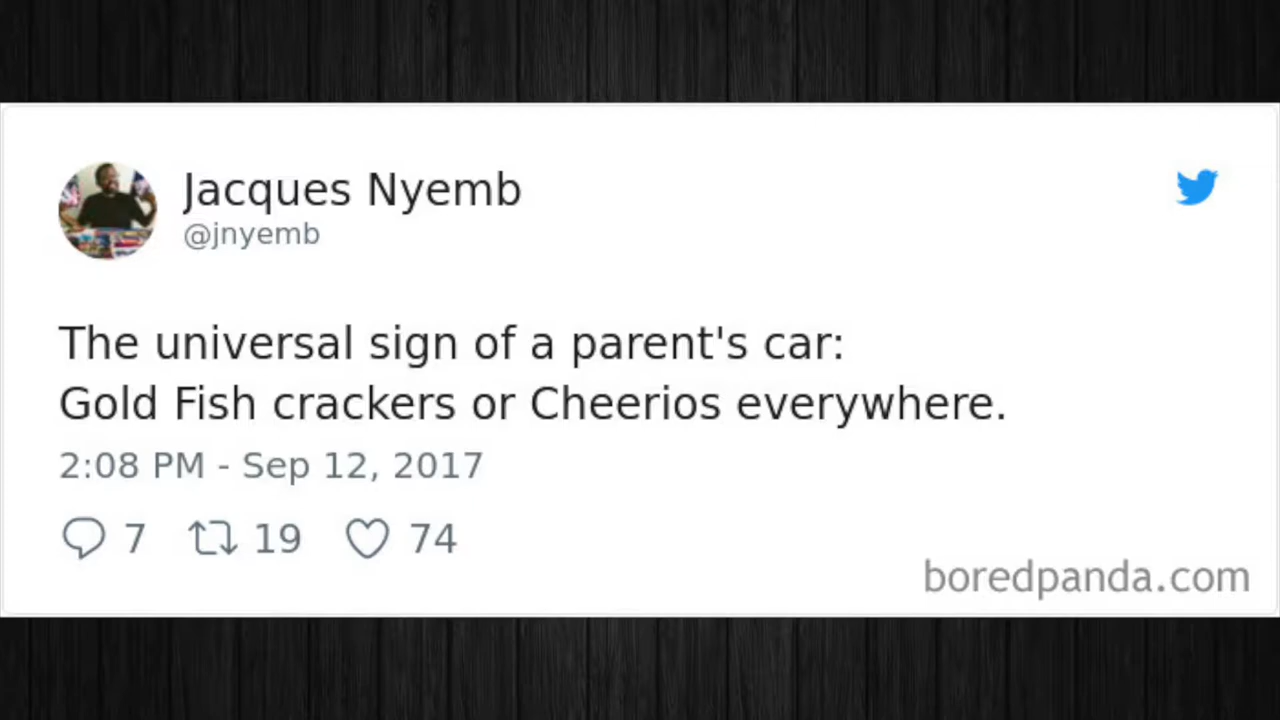 Jacques Nyemb
@jnyemb
The universal sign of a parent's car:
Gold Fish crackers or Cheerios everywhere.
2:08 PM - Sep 12, 2017
7 19 74
boredpanda.com